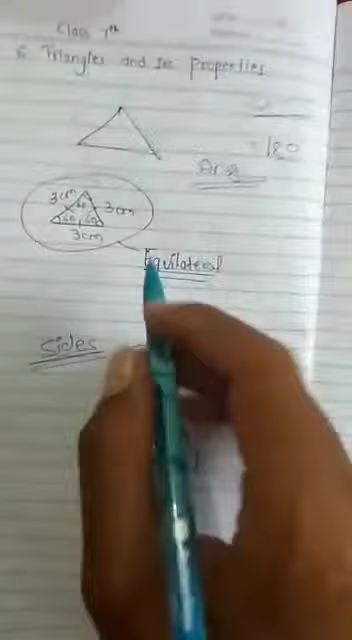 Class 7th
6. Triangles and its Properties
= 180
3cm 60 3cm
60 60
3cm
Equilateral
Sides